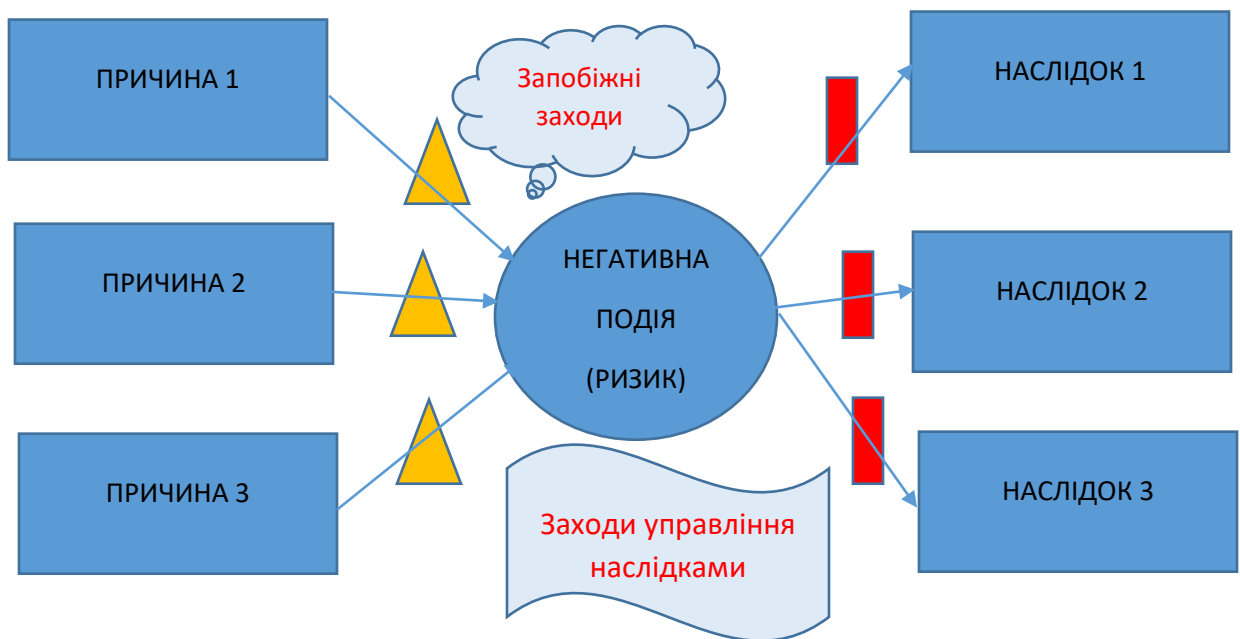 ПРИЧИНА 1
Запобіжні
заходи
НАСЛІДОК 1
ПРИЧИНА 2
НЕГАТИВНА
ПОДІЯ
(РИЗИК)
НАСЛІДОК 2
ПРИЧИНА 3
Заходи управління
наслідками
НАСЛІДОК 3